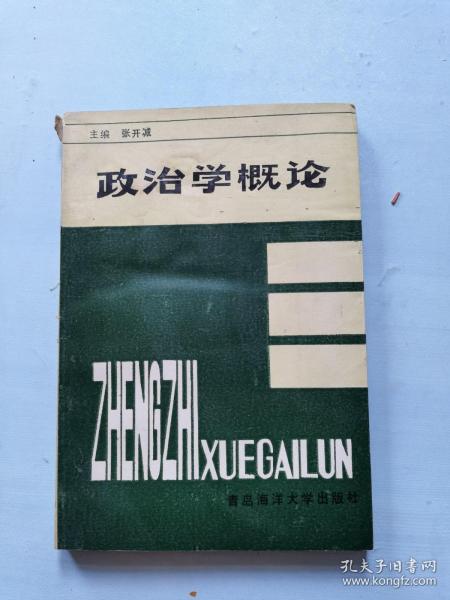 主编 张开减
政治学概论
ZHENGZHI XUEGAILUN
青岛海洋大学出版社
孔夫子旧书网
www.kongfz.com